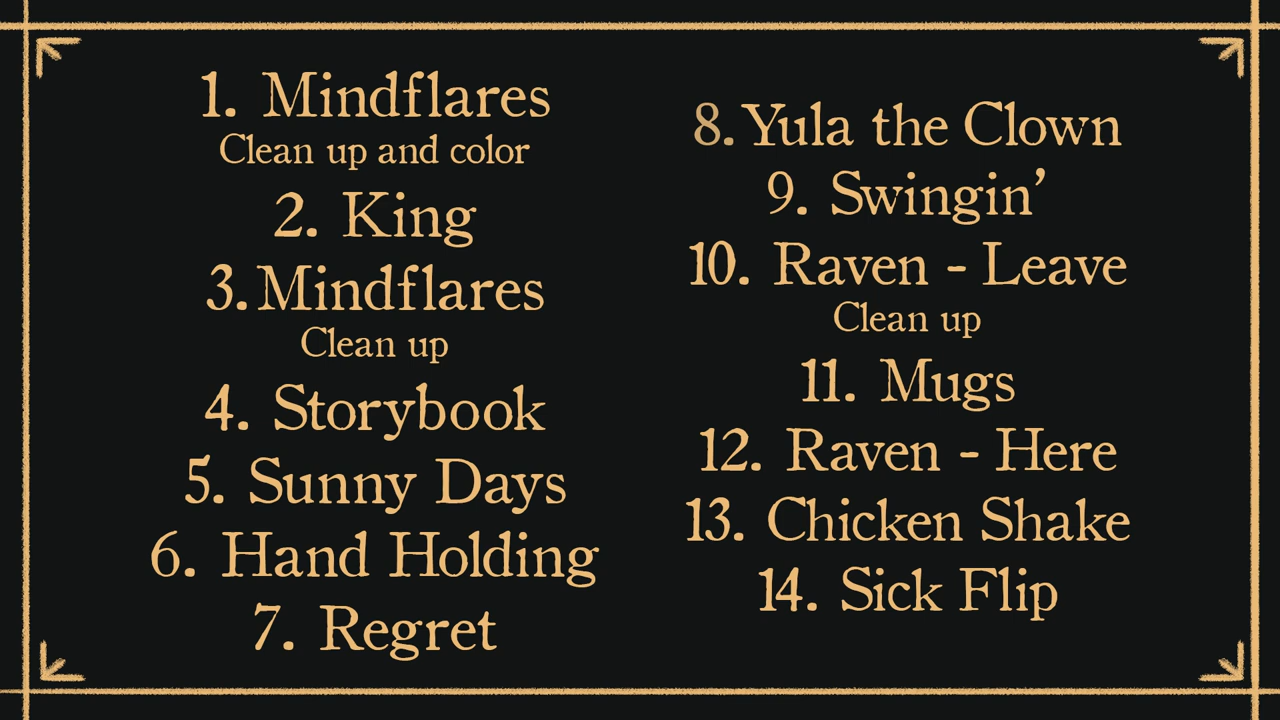 1. Mindflares
Clean up and color
2. King
3. Mindflares
Clean up
4. Storybook
5. Sunny Days
6. Hand Holding
7. Regret
8. Yula the Clown
9. Swingin’
10. Raven - Leave
Clean up
11. Mugs
12. Raven - Here
13. Chicken Shake
14. Sick Flip